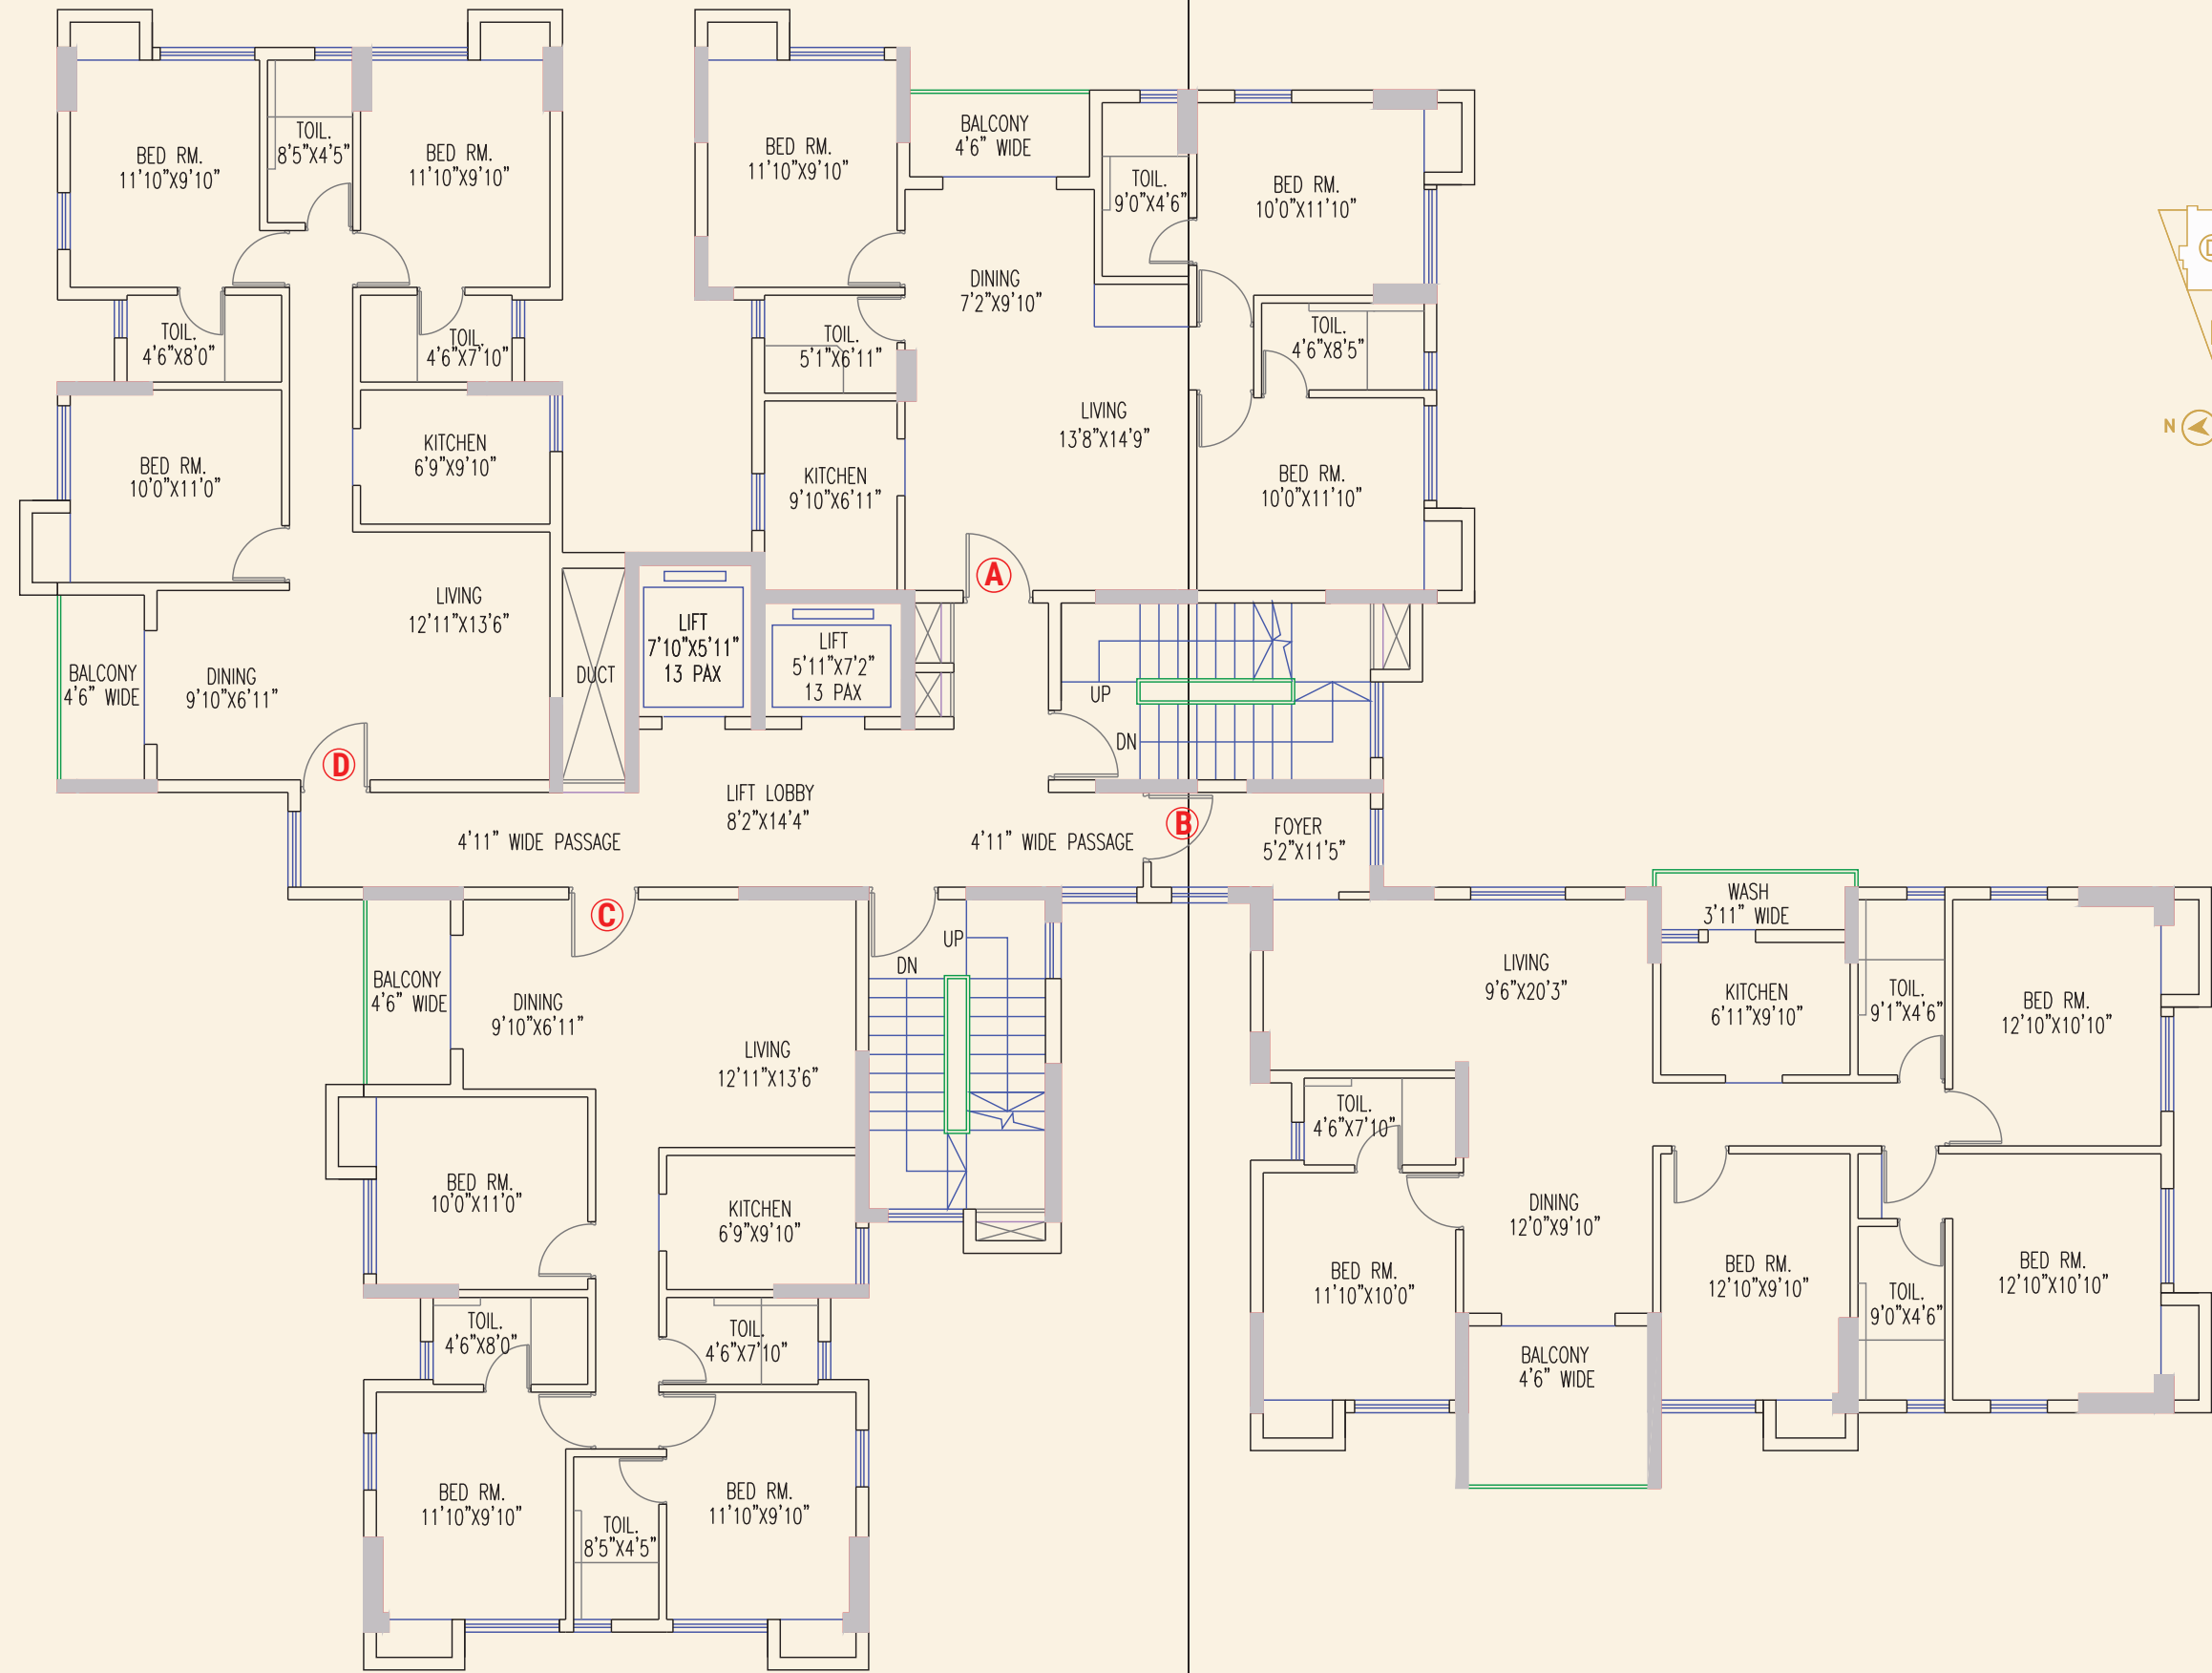 BED RM.
11'10"X9'10"
TOIL.
8'5"X4'5"
BED RM.
11'10"X9'10"
TOIL.
4'6"X8'0"
TOIL.
4'6"X7'10"
BED RM.
10'0"X11'0"
KITCHEN
6'9"X9'10"
LIVING
12'11"X13'6"
BALCONY
4'6" WIDE
DINING
9'10"X6'11"
D
DUCT
LIFT
7'10"X5'11"
13 PAX
LIFT
5'11"X7'2"
13 PAX
BED RM.
11'10"X9'10"
BALCONY
4'6" WIDE
TOIL.
9'0"X4'6"
BED RM.
10'0"X11'10"
DINING
7'2"X9'10"
TOIL.
5'1"X6'11"
TOIL.
4'6"X8'5"
LIVING
13'8"X14'9"
KITCHEN
9'10"X6'11"
BED RM.
10'0"X11'10"
A
UP
DN
LIFT LOBBY
8'2"X14'4"
4'11" WIDE PASSAGE
4'11" WIDE PASSAGE
B
FOYER
5'2"X11'5"
C
BALCONY
4'6" WIDE
DINING
9'10"X6'11"
LIVING
12'11"X13'6"
UP
DN
BED RM.
10'0"X11'0"
KITCHEN
6'9"X9'10"
TOIL.
4'6"X8'0"
TOIL.
4'6"X7'10"
BED RM.
11'10"X9'10"
TOIL.
8'5"X4'5"
BED RM.
11'10"X9'10"
LIVING
9'6"X20'3"
WASH
3'11" WIDE
KITCHEN
6'11"X9'10"
TOIL.
9'1"X4'6"
BED RM.
12'10"X10'10"
TOIL.
4'6"X7'10"
DINING
12'0"X9'10"
BED RM.
11'10"X10'0"
BED RM.
12'10"X9'10"
TOIL.
9'0"X4'6"
BED RM.
12'10"X10'10"
BALCONY
4'6" WIDE
N